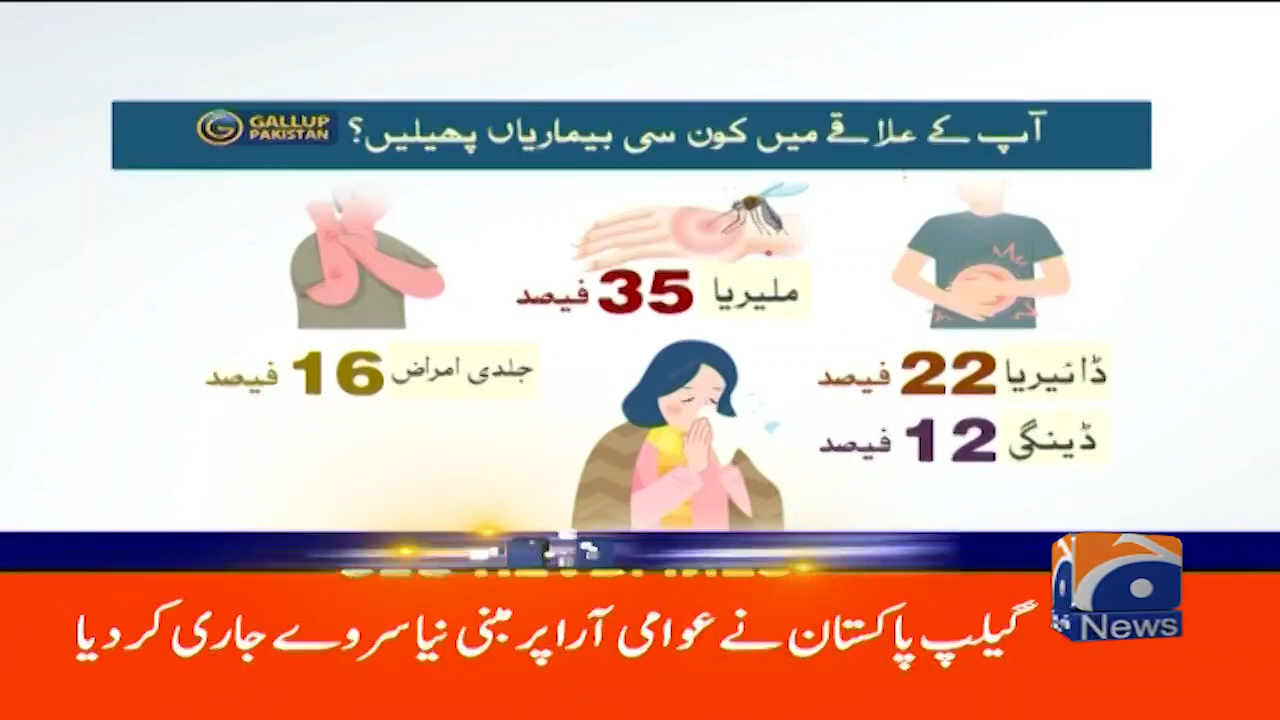 آپ کے علاقے میں کون سی بیماریاں پھیلیں؟
GALLUP
PAKISTAN
ملیریا 35 فیصد
ڈائیریا 22 فیصد
جلدی امراض 16 فیصد
ڈینگی 12 فیصد
News
گیلپ پاکستان نے عوامی آرا پر مبنی نیا سروے جاری کر دیا